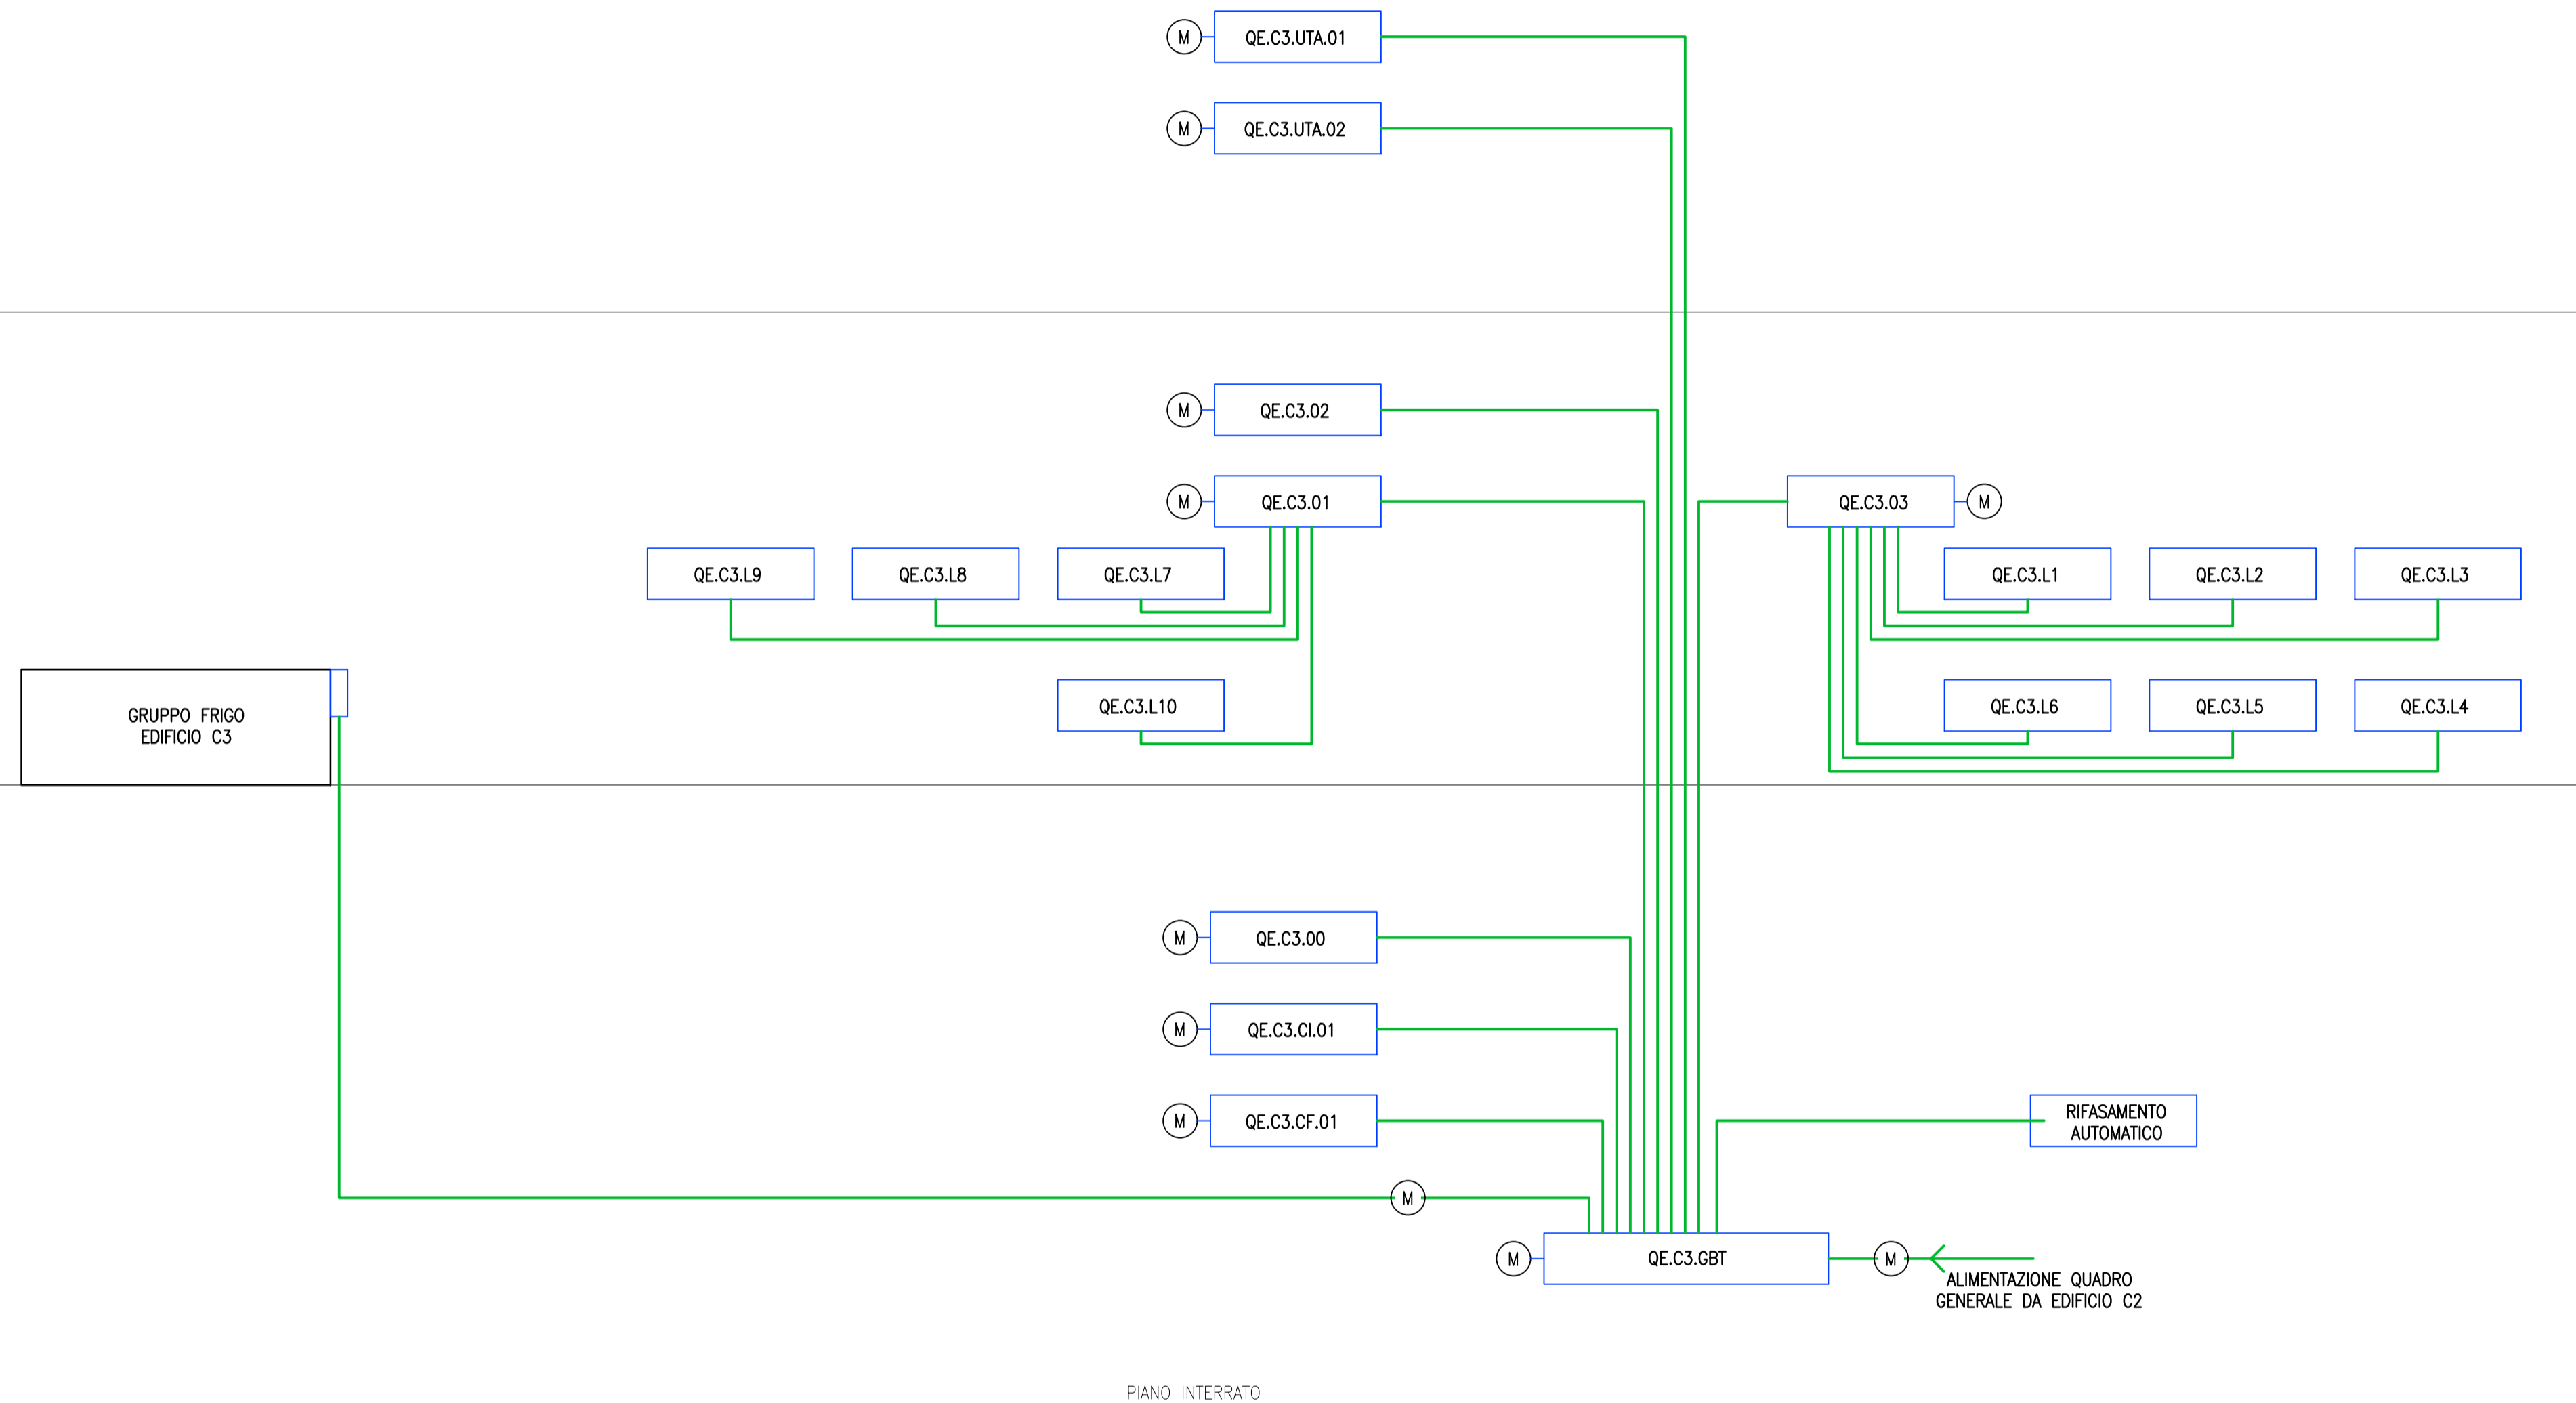 M
QE.C3.UTA.01
M
QE.C3.UTA.02
M
QE.C3.02
M
QE.C3.01
QE.C3.03
M
QE.C3.L9
QE.C3.L8
QE.C3.L7
QE.C3.L1
QE.C3.L2
QE.C3.L3
GRUPPO FRIGO
EDIFICIO C3
QE.C3.L10
QE.C3.L6
QE.C3.L5
QE.C3.L4
M
QE.C3.00
M
QE.C3.CI.01
M
QE.C3.CF.01
RIFASAMENTO
AUTOMATICO
M
M
QE.C3.GBT
M
ALIMENTAZIONE QUADRO
GENERALE DA EDIFICIO C2
PIANO INTERRATO